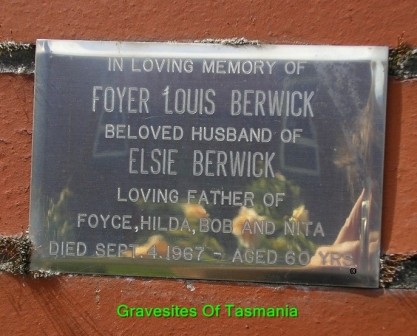 IN LOVING MEMORY OF
FOYER LOUIS BERWICK
BELOVED HUSBAND OF
ELSIE BERWICK
LOVING FATHER OF
FOYCE, HILDA, BOB AND NITA
DIED SEPT. 4. 1967 - AGED 60 YRS
Gravesites Of Tasmania